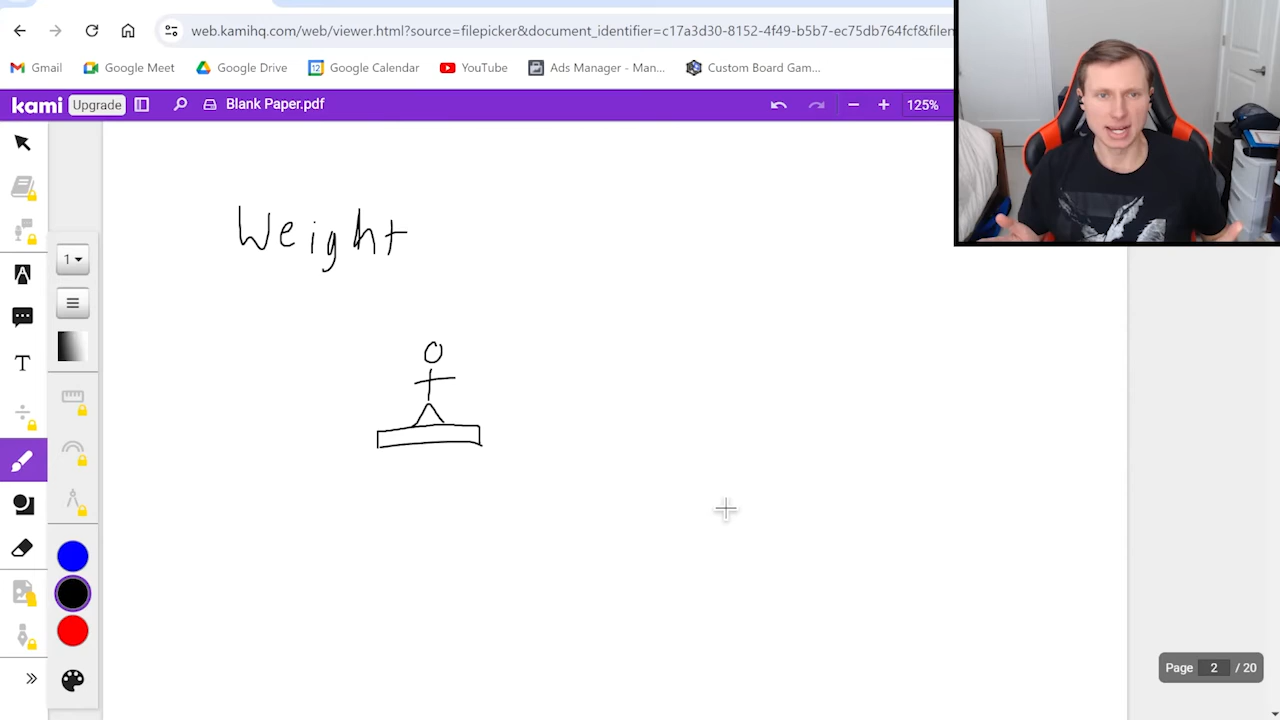 web.kamihq.com/web/viewer.html?source=filepicker&document_identifier=c17a3d30-8152-4f49-b5b7-ec75db764fcf&filen
Gmail
Google Meet
Google Drive
12
Google Calendar
YouTube
Ads Manager - Man...
Custom Board Gam...
kami
Upgrade
Blank Paper.pdf
125%
Weight
1
A
T
Page 2 / 20